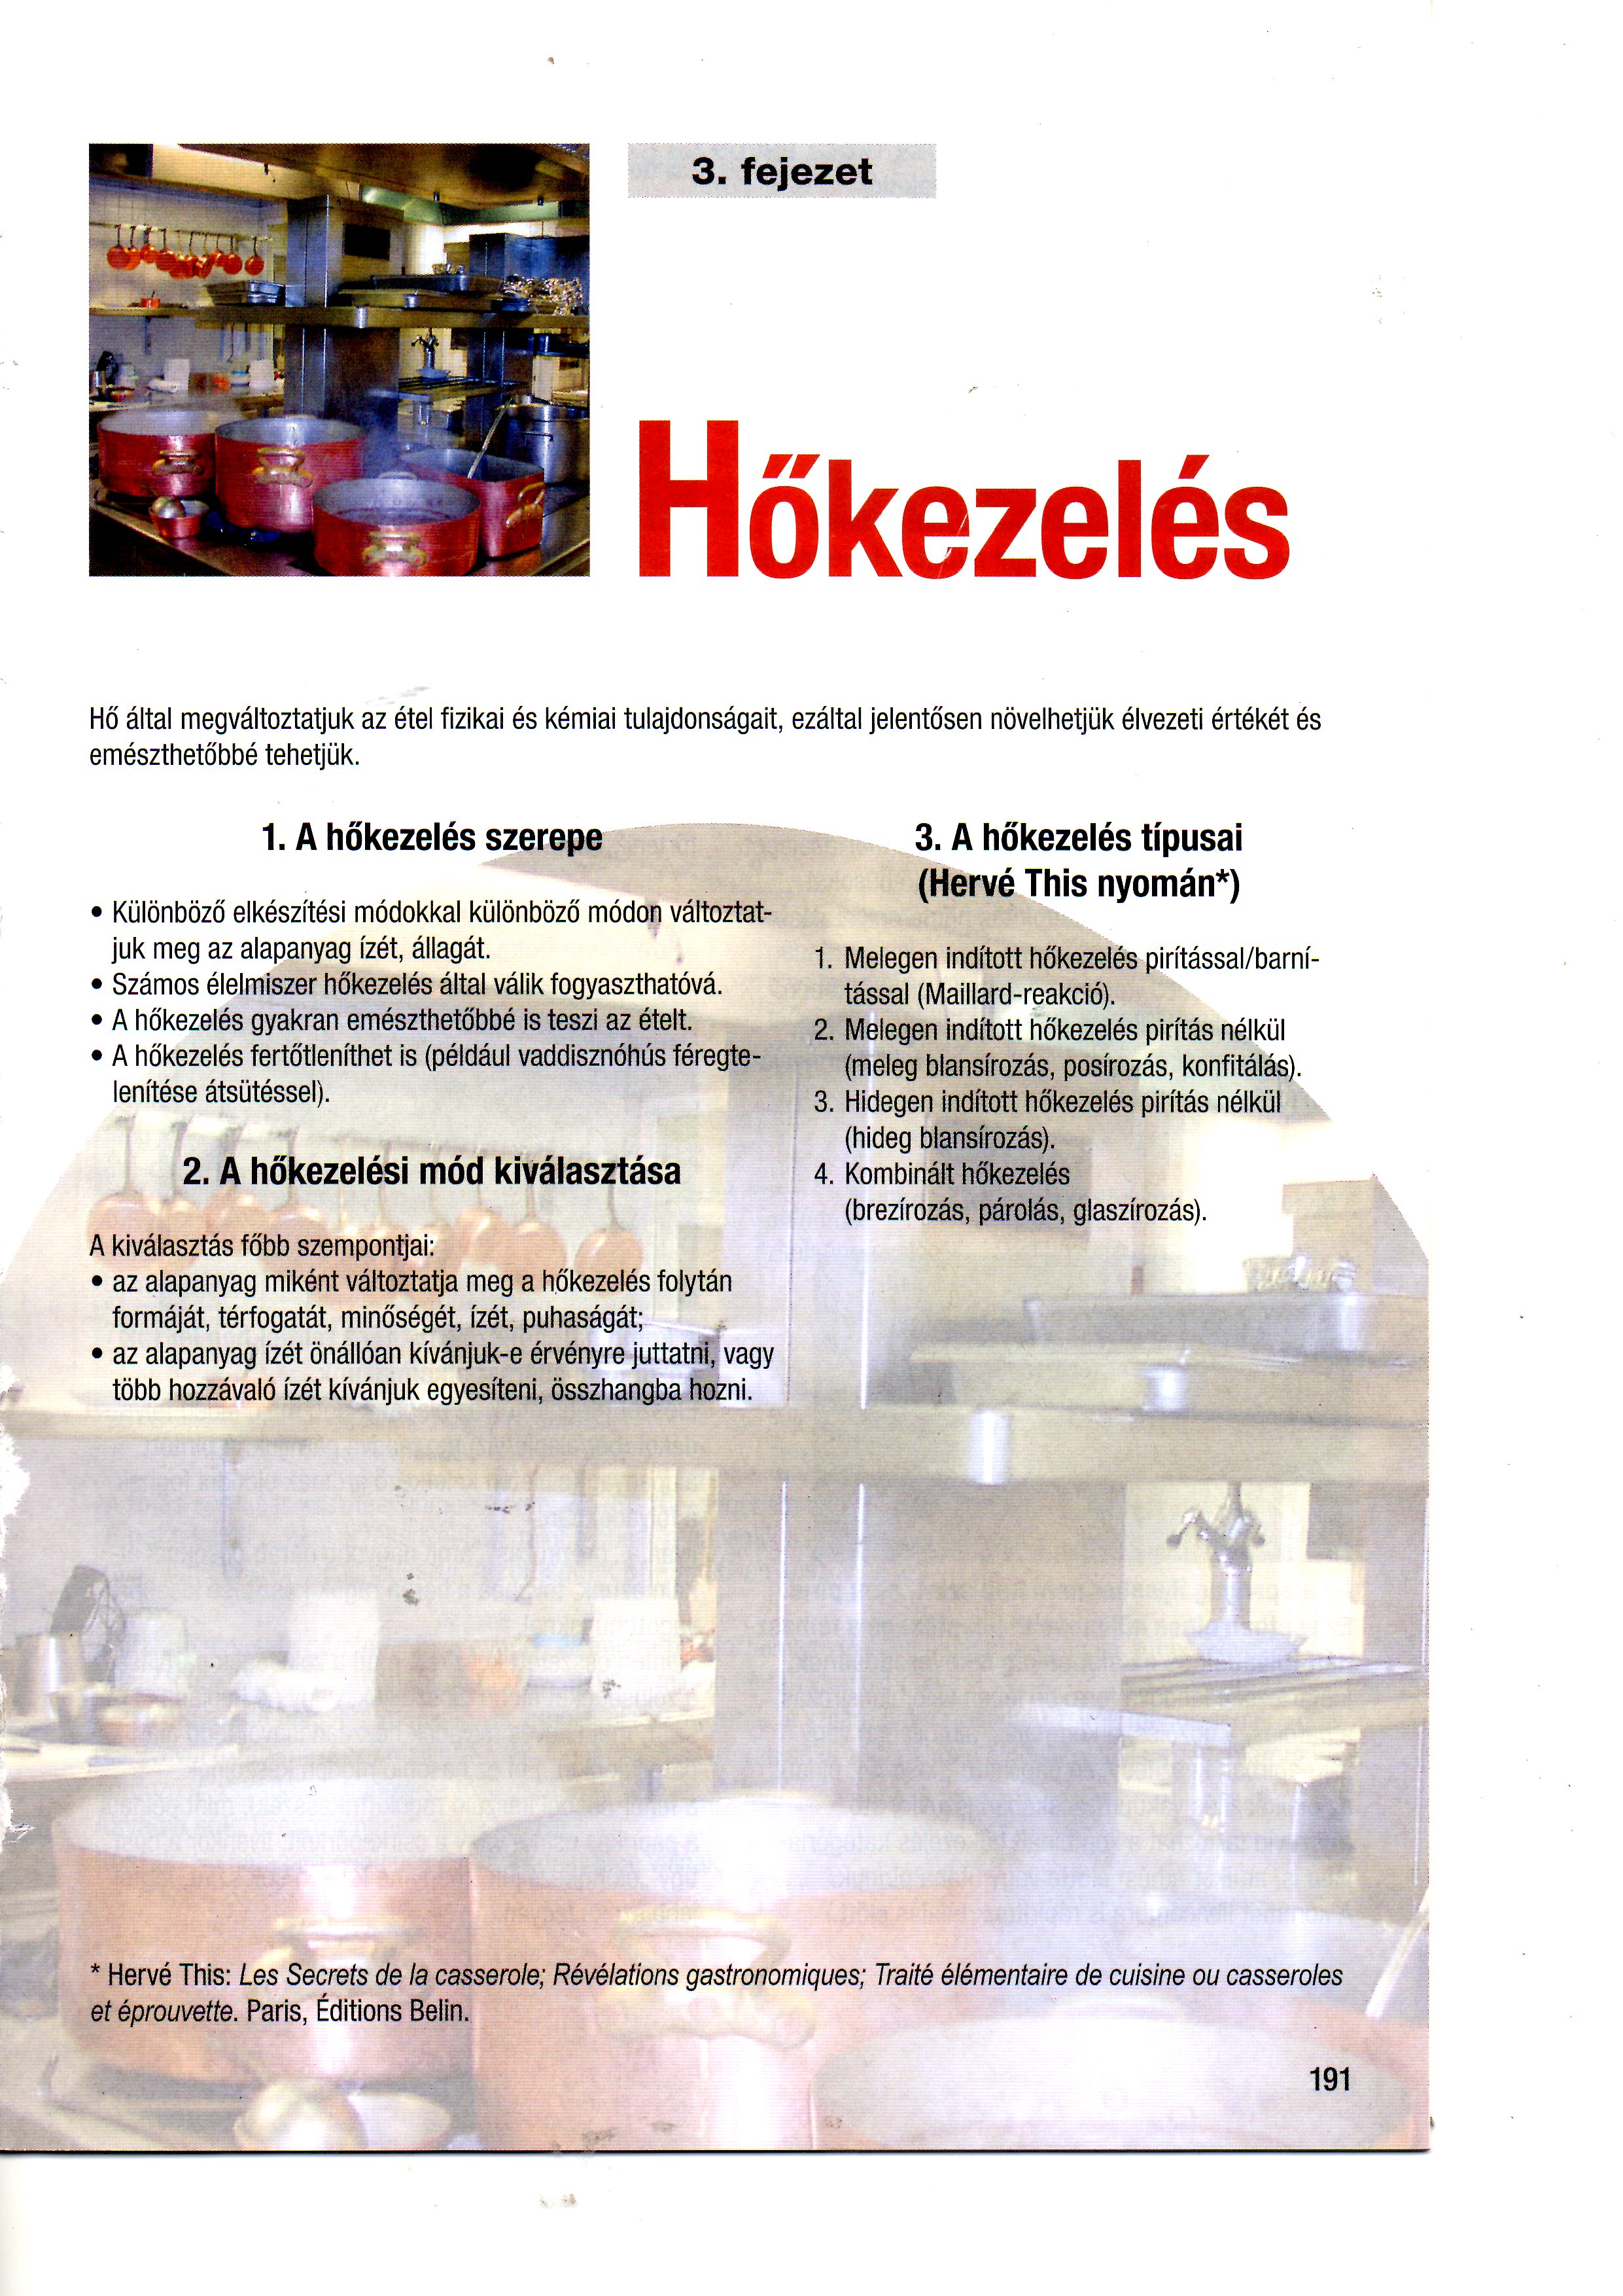 3. fejezet
Hőkezelés
Hő által megváltoztatjuk az étel fizikai és kémiai tulajdonságait, ezáltal jelentősen növelhetjük élvezeti értékét és
emészthetőbbé tehetjük.
1. A hőkezelés szerepe
• Különböző elkészítési módokkal különböző módon változtat-
juk meg az alapanyag ízét, állagát.
• Számos élelmiszer hőkezelés által válik fogyaszthatóvá.
• A hőkezelés gyakran emészthetőbbé is teszi az ételt.
• A hőkezelés fertőtleníthet is (például vaddisznóhús féregte-
lenítése átsütéssel).
2. A hőkezelési mód kiválasztása
A kiválasztás főbb szempontjai:
• az alapanyag miként változtatja meg a hőkezelés folytán
formáját, térfogatát, minőségét, ízét, puhaságát;
• az alapanyag ízét önállóan kívánjuk-e érvényre juttatni, vagy
több hozzávaló ízét kívánjuk egyesíteni, összhangba hozni.
3. A hőkezelés típusai
(Hervé This nyomán*)
1. Melegen indított hőkezelés pirítással/barní-
tással (Maillard-reakció).
2. Melegen indított hőkezelés pirítás nélkül
(meleg blansírozás, posírozás, konfitálás).
3. Hidegen indított hőkezelés pirítás nélkül
(hideg blansírozás).
4. Kombinált hőkezelés
(brezírozás, párolás, glaszírozás).
* Hervé This: Les Secrets de la casserole; Révélations gastronomiques; Traité élémentaire de cuisine ou casseroles
et éprouvette. Paris, Éditions Belin.
191